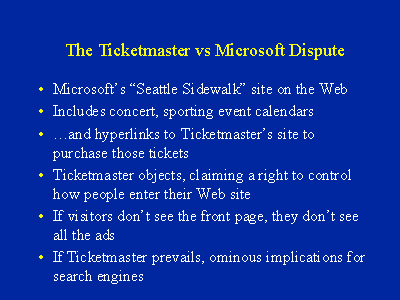 The Ticketmaster vs Microsoft Dispute
• Microsoft's “Seattle Sidewalk” site on the Web
• Includes concert, sporting event calendars
• …and hyperlinks to Ticketmaster's site to
purchase those tickets
• Ticketmaster objects, claiming a right to control
how people enter their Web site
• If visitors don't see the front page, they don't see
all the ads
• If Ticketmaster prevails, ominous implications for
search engines